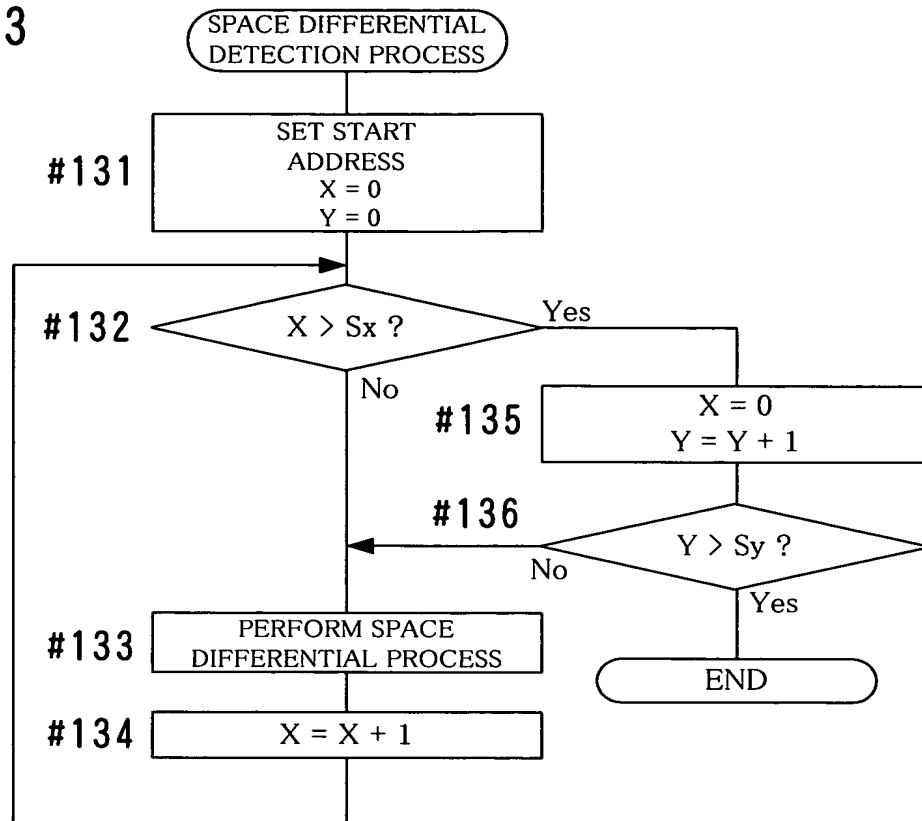 3
SPACE DIFFERENTIAL
DETECTION PROCESS
#131
SET START
ADDRESS
X = 0
Y = 0
#132
X > Sx ?
Yes
No
#135
X = 0
Y = Y + 1
#136
Y > Sy ?
No
Yes
#133
PERFORM SPACE
DIFFERENTIAL PROCESS
END
#134
X = X + 1